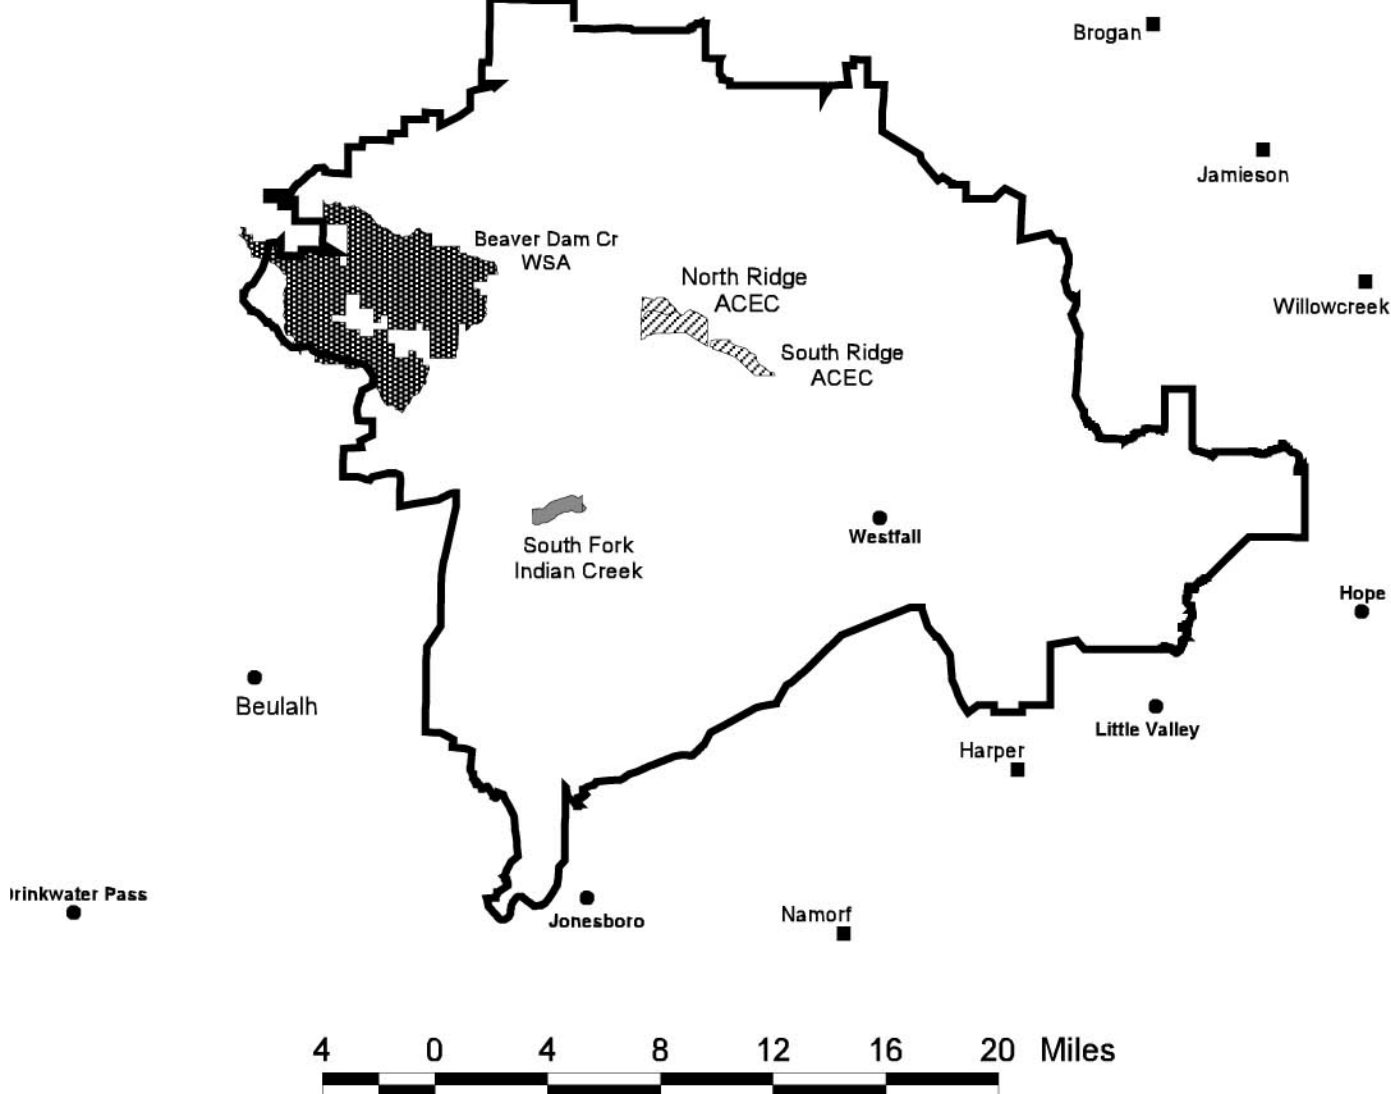 Brogan
Jamieson
Beaver Dam Cr
WSA
North Ridge
ACEC
Willowcreek
South Ridge
ACEC
Westfall
South Fork
Indian Creek
Hope
Beulalh
Little Valley
Harper
rinkwater Pass
Namorf
Jonesboro
4 0 4 8 12 16 20 Miles